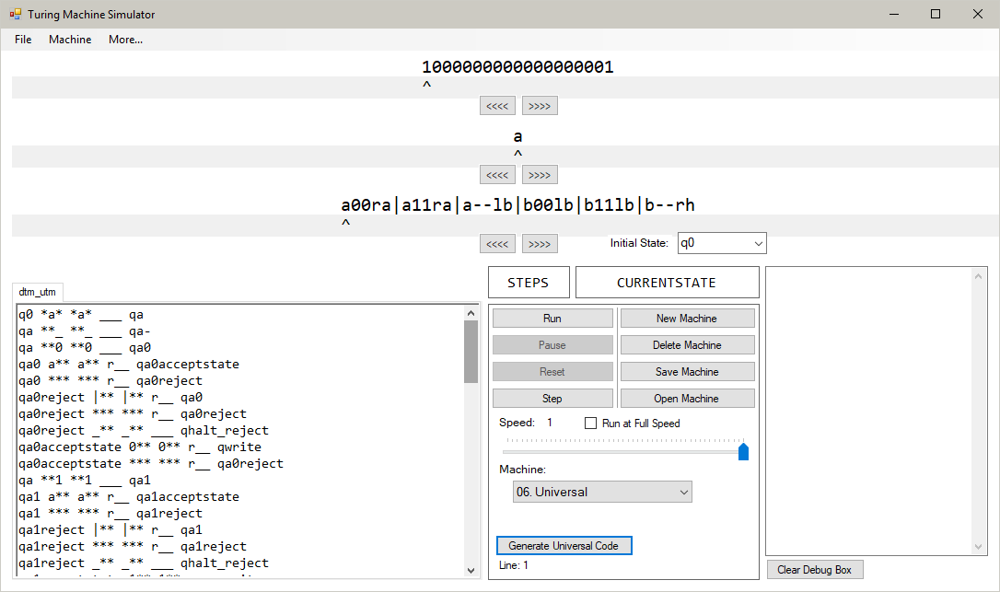 Turing Machine Simulator
File Machine More...
1000000000000000001
^
<<<< >>>>
a
^
<<<< >>>>
a00ra|a11ra|a--lb|b00lb|b11lb|b--rh
^
<<<< >>>>
Initial State: q0
dtm_utm
q0 *a* *a* ___ qa
qa **_ **_ ___ qa-
qa **0 **0 ___ qa0
qa0 a** a** r__ qa0acceptstate
qa0 *** *** r__ qa0reject
qa0reject |** |** r__ qa0
qa0reject *** *** r__ qa0reject
qa0reject _** _** ___ qhalt_reject
qa0acceptstate 0** 0** r__ qwrite
qa0acceptstate *** *** r__ qa0reject
qa **1 **1 ___ qa1
qa1 a** a** r__ qa1acceptstate
qa1 *** *** r__ qa1reject
qa1reject |** |** r__ qa1
qa1reject *** *** r__ qa1reject
qa1reject _** _** ___ qhalt_reject
STEPS
CURRENTSTATE
Run
New Machine
Pause
Delete Machine
Reset
Save Machine
Step
Open Machine
Speed: 1
Run at Full Speed
Machine:
06. Universal
Generate Universal Code
Line: 1
Clear Debug Box